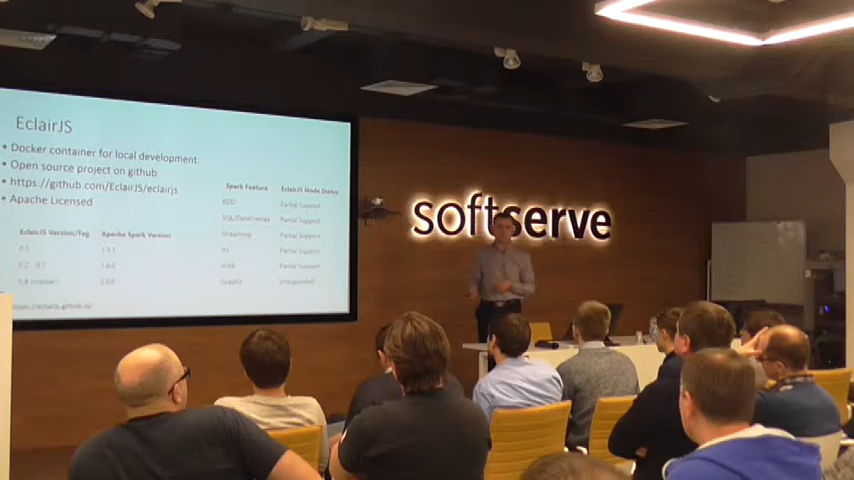 EclairJS
• Docker container for local development.
• Open source project on github
• https://github.com/EclairJS/eclairjs
• Apache Licensed
Spark Feature EclairJS Node Status
RDD Partial Support
SQL/DataFrames Partial Support
Streaming Partial Support
ml Partial Support
mllib Partial Support
GraphX Unsupported
EclairJS Version/Tag Apache Spark Version
0.1 1.5.1
0.2 0.7 1.6.0
0.8 (master) 2.0.0
https://eclairjs.github.io/
softserve